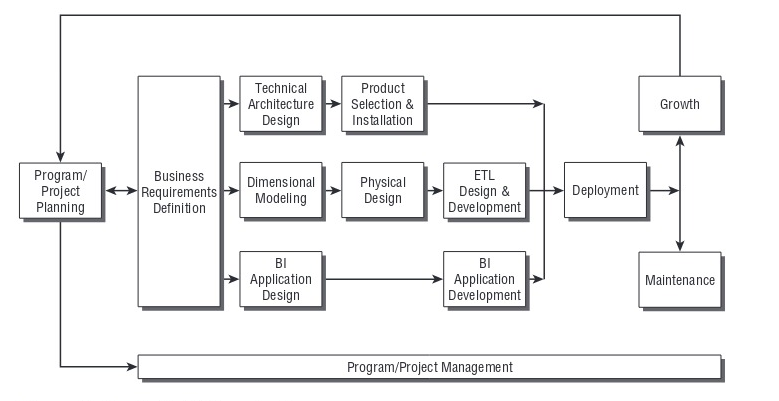 Technical
Architecture
Design
Product
Selection &
Installation
Growth
Program/
Project
Planning
Business
Requirements
Definition
Dimensional
Modeling
Physical
Design
ETL
Design &
Development
Deployment
BI
Application
Design
BI
Application
Development
Maintenance
Program/Project Management